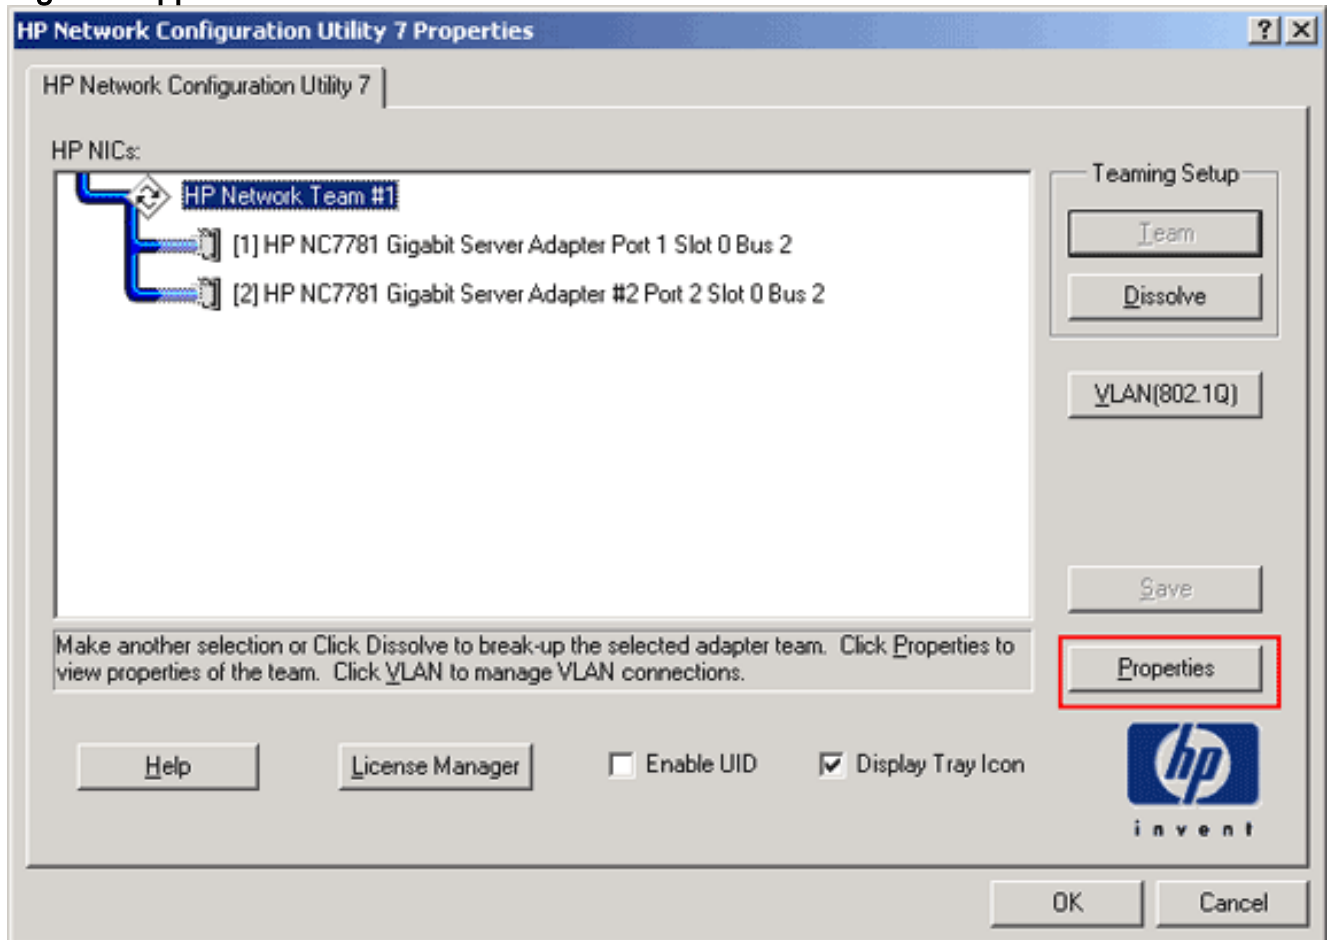 HP Network Configuration Utility 7 Properties
HP Network Configuration Utility 7
HP NICs:
HP Network Team #1
[1] HP NC7781 Gigabit Server Adapter Port 1 Slot 0 Bus 2
[2] HP NC7781 Gigabit Server Adapter #2 Port 2 Slot 0 Bus 2
Teaming Setup
Team
Dissolve
VLAN(802.1Q)
Save
Make another selection or Click Dissolve to break-up the selected adapter team. Click Properties to
view properties of the team. Click VLAN to manage VLAN connections.
Properties
Help
License Manager
Enable UID
Display Tray Icon
hp
invent
OK
Cancel